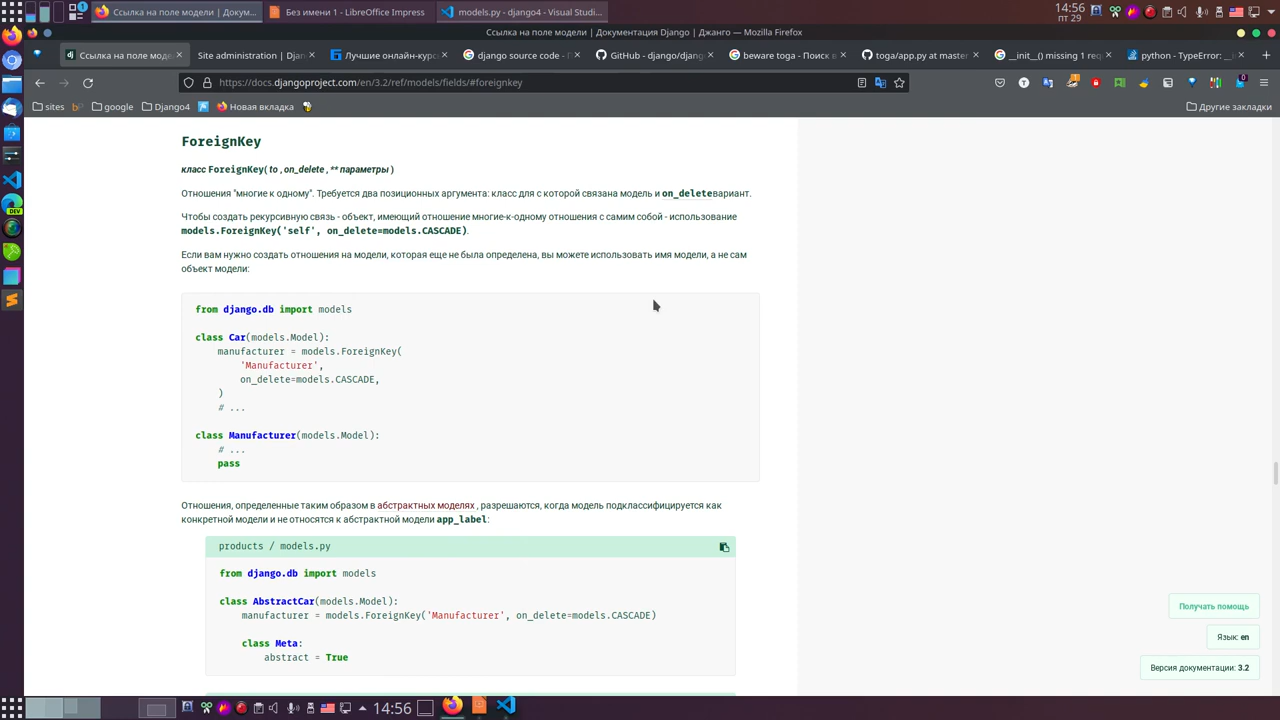 Ссылка на поле модели | Докум...
Без имени 1 - LibreOffice Impress
models.py - django4 - Visual Studi...
14:56
пт 29
Ссылка на поле модели | Документация Django | Джанго — Mozilla Firefox
Ссылка на поле моде
Site administration | Djan
Лучшие онлайн-курс
django source code - П
GitHub - django/djang
beware toga - Поиск в
toga/app.py at master
__init__() missing 1 req
python - TypeError: __
https://docs.djangoproject.com/en/3.2/ref/models/fields/#foreignkey
sites
google
Django4
Новая вкладка
Другие закладки
ForeignKey
класс ForeignKey( to , on_delete , ** параметры )
Отношения "многие к одному". Требуется два позиционных аргумента: класс для с которой связана модель и on_deleteвариант.
Чтобы создать рекурсивную связь - объект, имеющий отношение многие-к-одному отношения с самим собой - использование
models.ForeignKey('self', on_delete=models.CASCADE).
Если вам нужно создать отношения на модели, которая еще не была определена, вы можете использовать имя модели, а не сам
объект модели:
from django.db import models
class Car(models.Model):
manufacturer = models.ForeignKey(
'Manufacturer',
on_delete=models.CASCADE,
)
# ...
class Manufacturer(models.Model):
# ...
pass
Отношения, определенные таким образом в абстрактных моделях , разрешаются, когда модель подклассифицируется как
конкретной модели и не относятся к абстрактной модели app_label:
products / models.py
from django.db import models
class AbstractCar(models.Model):
manufacturer = models.ForeignKey('Manufacturer', on_delete=models.CASCADE)
class Meta:
abstract = True
Получать помощь
Язык: en
Версия документации: 3.2
14:56